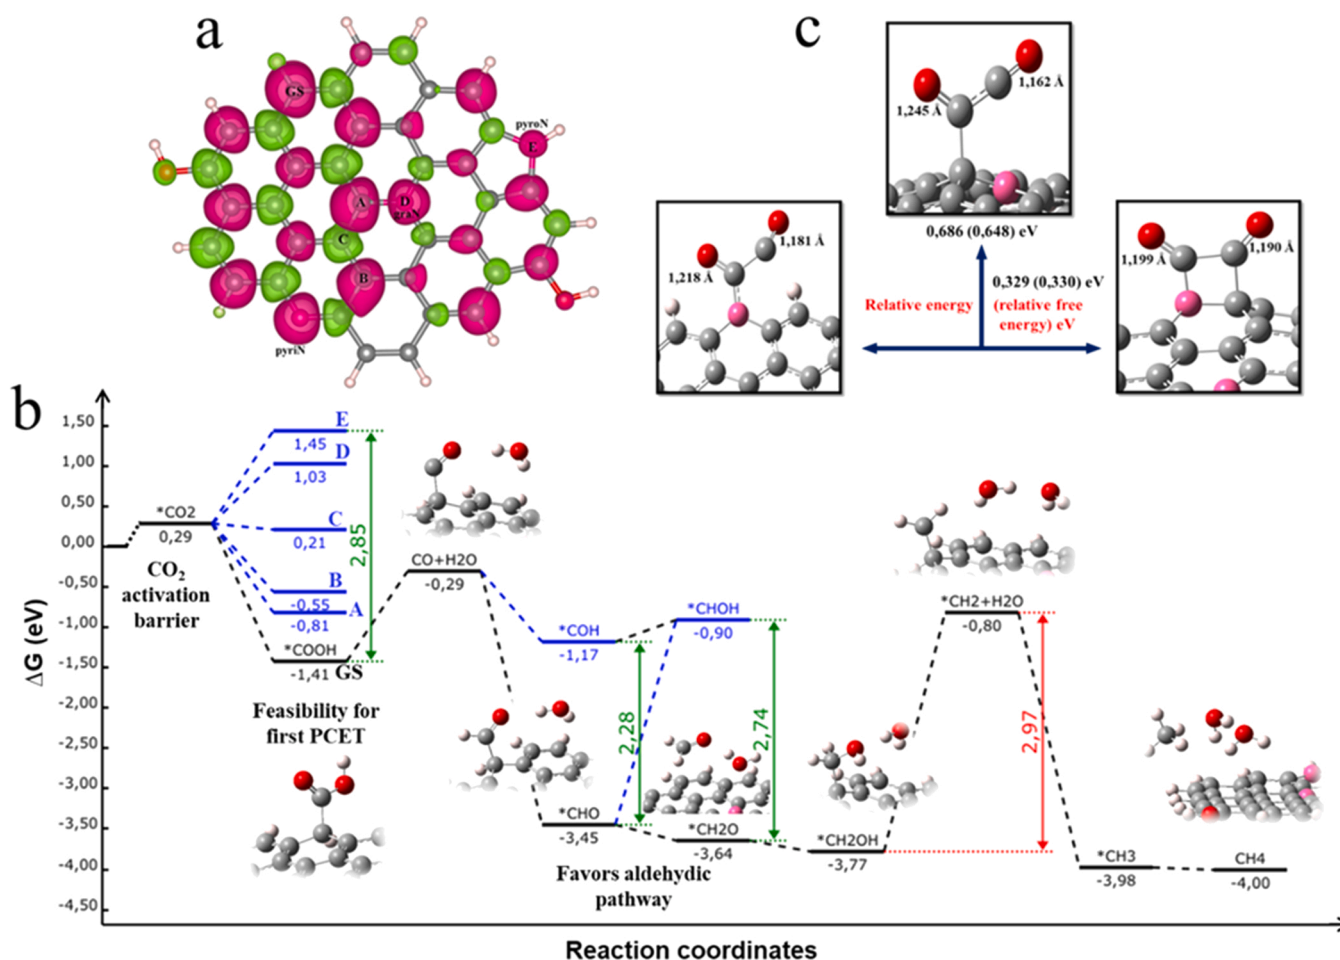 a
GS
pyroN
E
A
D
graN
C
B
pyriN
c
1,245 Å
1,162 Å
0,686 (0,648) eV
1,218 Å
1,181 Å
Relative energy
0,329 (0,330) eV
(relative free
energy) eV
1,199 Å
1,190 Å
b
ΔG (eV)
1,50
1,00
0,50
0,00
-0,50
-1,00
-1,50
-2,00
-2,50
-3,00
-3,50
-4,00
-4,50
*CO2
0,29
CO2
activation
barrier
E
1,45
D
1,03
C
0,21
B
-0,55
A
-0,81
*COOH
-1,41
GS
2,85
Feasibility for
first PCET
CO+H2O
-0,29
*COH
-1,17
*CHOH
-0,90
2,28
2,74
*CHO
-3,45
*CH2O
-3,64
Favors aldehydic
pathway
*CH2OH
-3,77
*CH2+H2O
-0,80
2,97
*CH3
-3,98
CH4
-4,00
Reaction coordinates